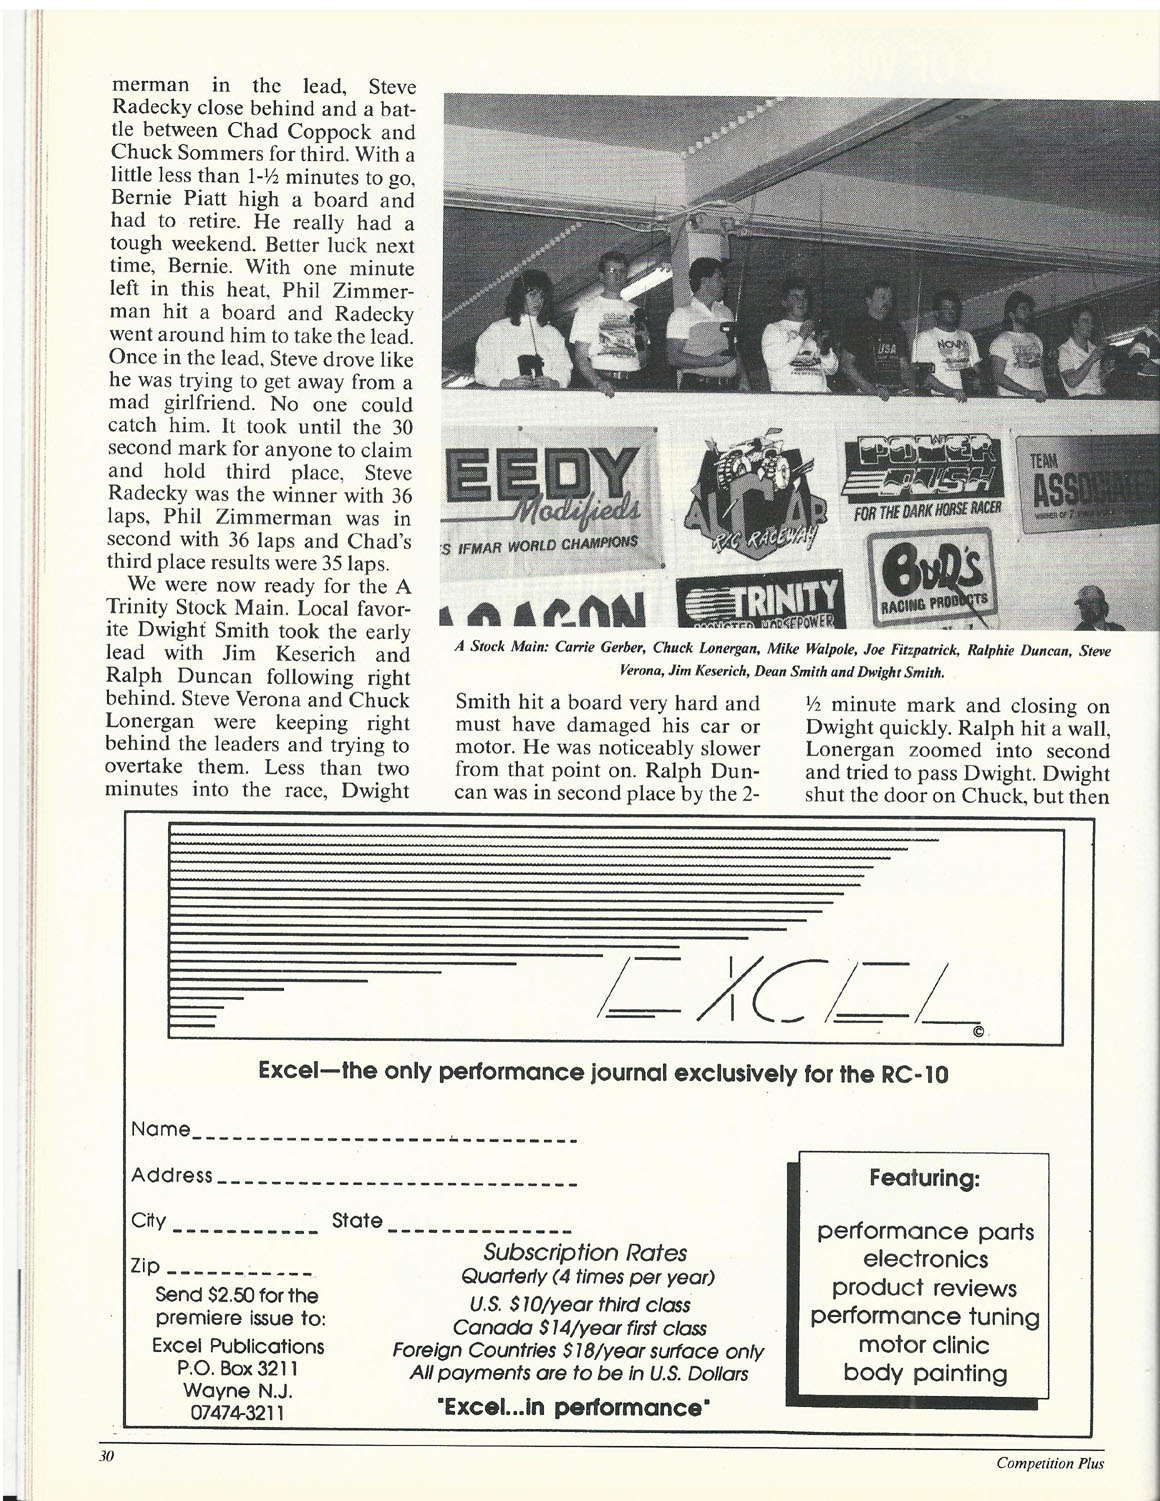 merman in the lead, Steve
Radecky close behind and a bat-
tle between Chad Coppock and
Chuck Sommers for third. With a
little less than 1-½ minutes to go,
Bernie Piatt high a board and
had to retire. He really had a
tough weekend. Better luck next
time, Bernie. With one minute
left in this heat, Phil Zimmer-
man hit a board and Radecky
went around him to take the lead.
Once in the lead, Steve drove like
he was trying to get away from a
mad girlfriend. No one could
catch him. It took until the 30
second mark for anyone to claim
and hold third place, Steve
Radecky was the winner with 36
laps, Phil Zimmerman was in
second with 36 laps and Chad's
third place results were 35 laps.
We were now ready for the A
Trinity Stock Main. Local favor-
ite Dwight Smith took the early
lead with Jim Keserich and
Ralph Duncan following right
behind. Steve Verona and Chuck
Lonergan were keeping right
behind the leaders and trying to
overtake them. Less than two
minutes into the race, Dwight
NOVA
USA
EEDY
Modifieds
S IFMAR WORLD CHAMPIONS
R/C RACEWAY
POWER
PUSH
FOR THE DARK HORSE RACER
TEAM
ASSOCIATED
BUD'S
RACING PRODUCTS
TRINITY
HORSEPOWER
A Stock Main: Carrie Gerber, Chuck Lonergan, Mike Walpole, Joe Fitzpatrick, Ralphie Duncan, Steve
Verona, Jim Keserich, Dean Smith and Dwight Smith.
Smith hit a board very hard and
must have damaged his car or
motor. He was noticeably slower
from that point on. Ralph Dun-
can was in second place by the 2-
½ minute mark and closing on
Dwight quickly. Ralph hit a wall,
Lonergan zoomed into second
and tried to pass Dwight. Dwight
shut the door on Chuck, but then
EXCEL
©
Excel—the only performance journal exclusively for the RC-10
Name
Address
City State
Zip
Send $2.50 for the
premiere issue to:
Excel Publications
P.O. Box 3211
Wayne N.J.
07474-3211
Subscription Rates
Quarterly (4 times per year)
U.S. $10/year third class
Canada $14/year first class
Foreign Countries $18/year surface only
All payments are to be in U.S. Dollars
"Excel...in performance"
Featuring:
performance parts
electronics
product reviews
performance tuning
motor clinic
body painting
30
Competition Plus